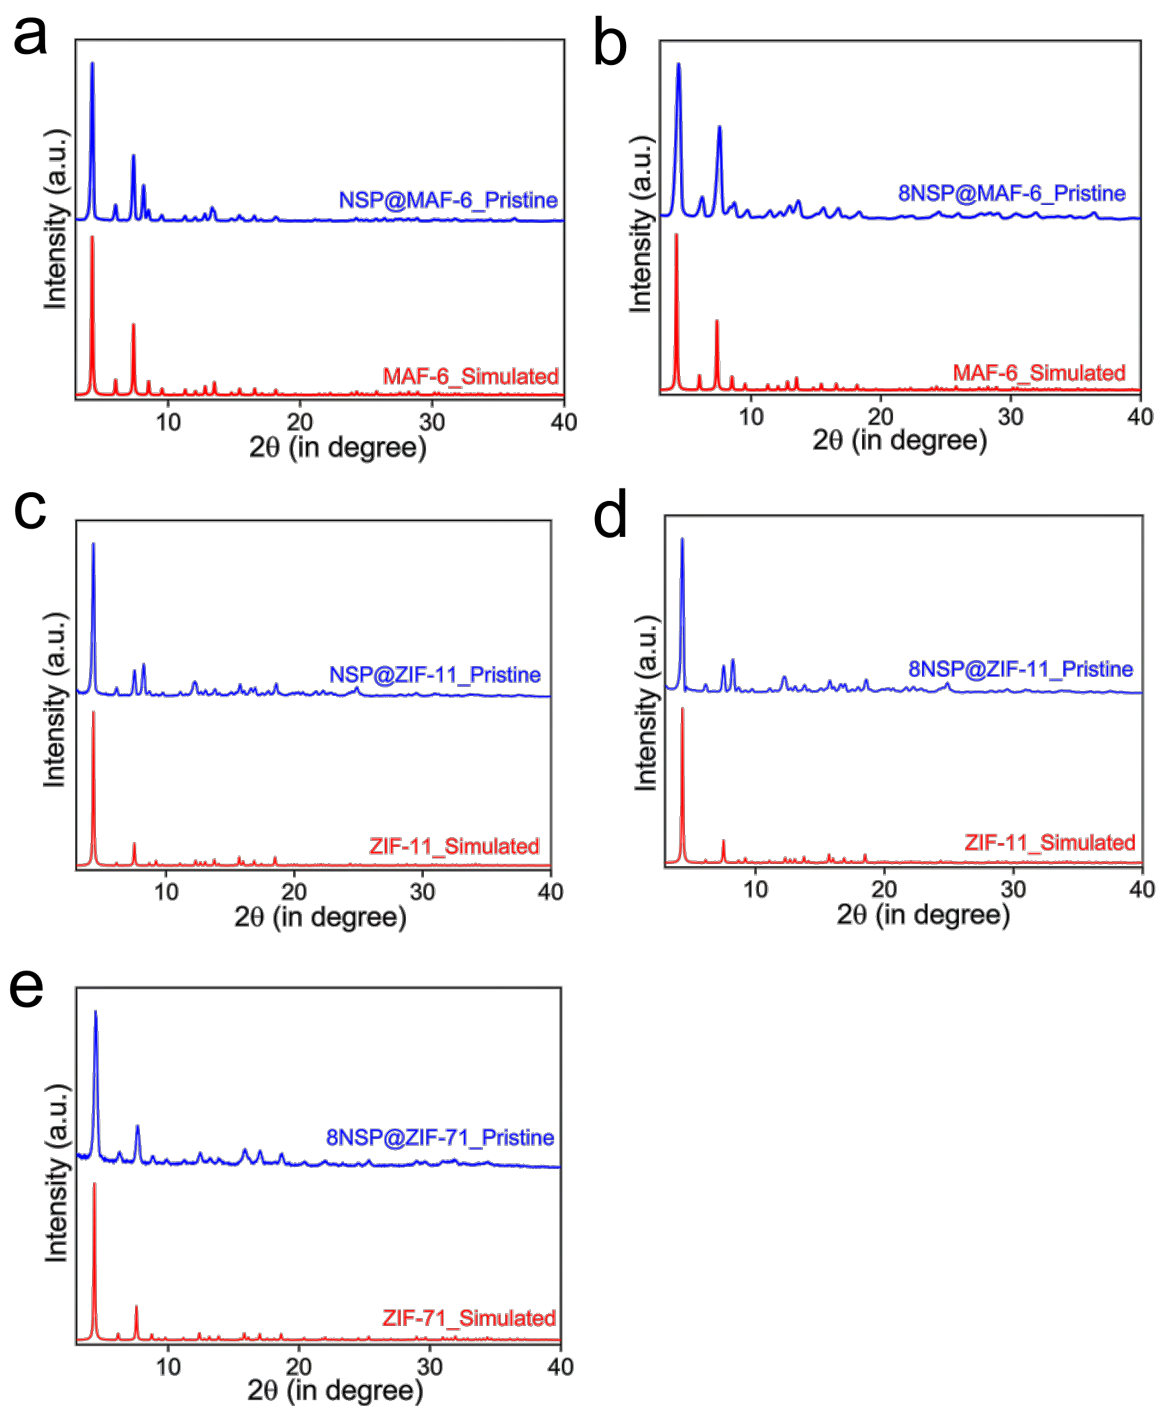 a
Intensity (a.u.)
NSP@MAF-6_Pristine
MAF-6_Simulated
10 20 30 40
2θ (in degree)
b
Intensity (a.u.)
8NSP@MAF-6_Pristine
MAF-6_Simulated
10 20 30 40
2θ (in degree)
c
Intensity (a.u.)
NSP@ZIF-11_Pristine
ZIF-11_Simulated
10 20 30 40
2θ (in degree)
d
Intensity (a.u.)
8NSP@ZIF-11_Pristine
ZIF-11_Simulated
10 20 30 40
2θ (in degree)
e
Intensity (a.u.)
8NSP@ZIF-71_Pristine
ZIF-71_Simulated
10 20 30 40
2θ (in degree)